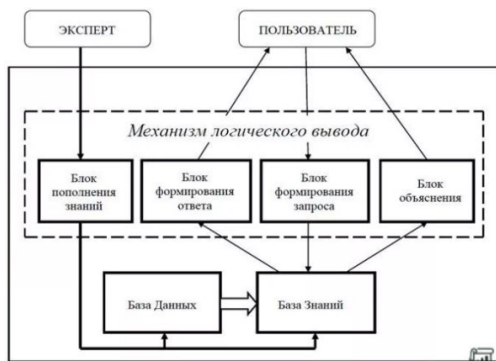 ЭКСПЕРТ
ПОЛЬЗОВАТЕЛЬ
Механизм логического вывода
Блок
пополнения
знаний
Блок
формирования
ответа
Блок
формирования
запроса
Блок
объяснения
База Данных
База Знаний